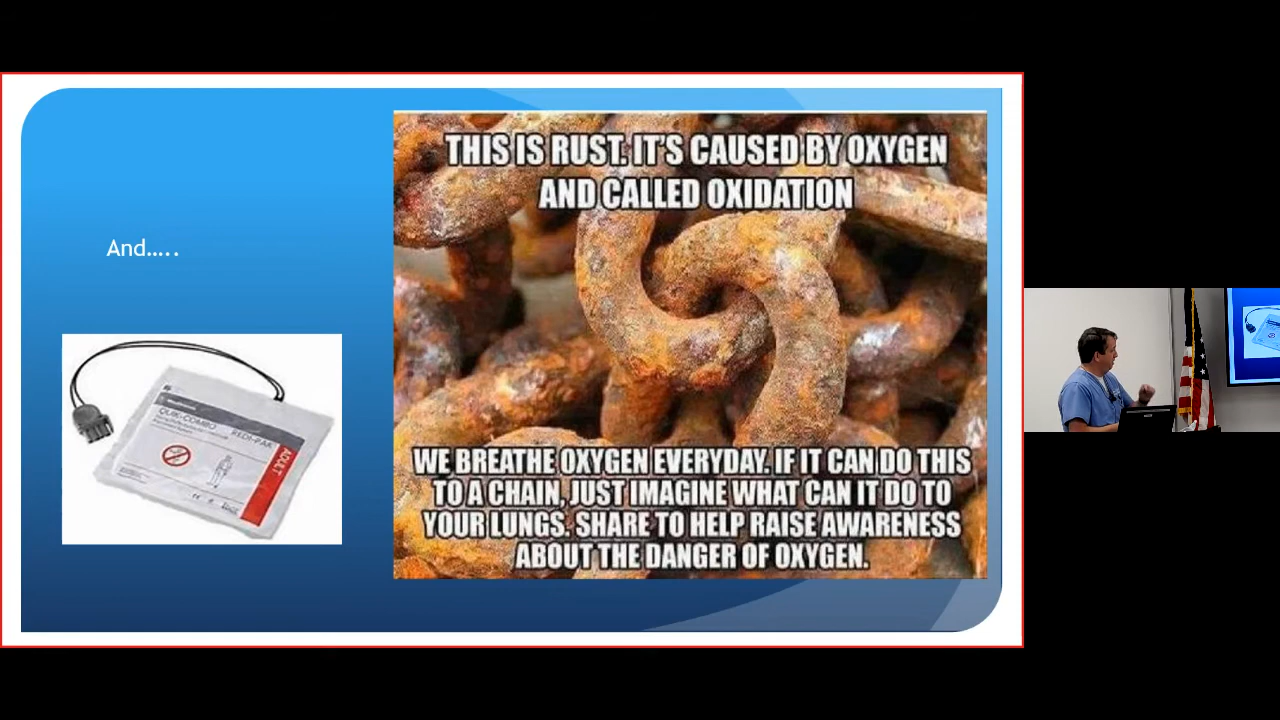 And…..
THIS IS RUST. IT'S CAUSED BY OXYGEN
AND CALLED OXIDATION
WE BREATHE OXYGEN EVERYDAY. IF IT CAN DO THIS
TO A CHAIN, JUST IMAGINE WHAT CAN IT DO TO
YOUR LUNGS. SHARE TO HELP RAISE AWARENESS
ABOUT THE DANGER OF OXYGEN.
QUIK-COMBO REDI-PAK
ADULT